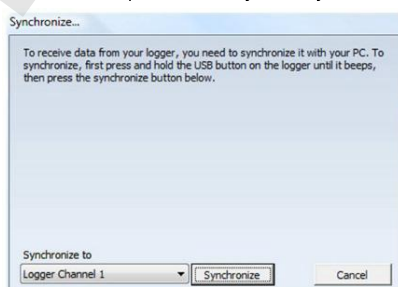 Synchronize...
To receive data from your logger, you need to synchronize it with your PC. To
synchronize, first press and hold the USB button on the logger until it beeps,
then press the synchronize button below.
Synchronize to
Logger Channel 1
Synchronize
Cancel